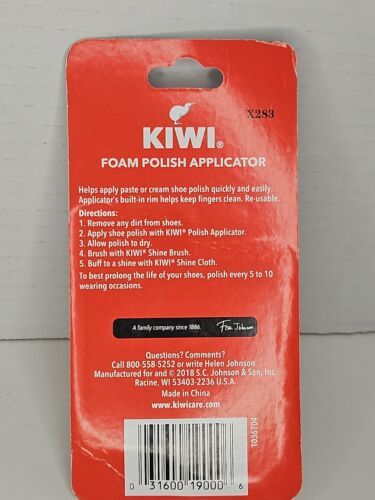 X283
KIWI®
FOAM POLISH APPLICATOR
Helps apply paste or cream shoe polish quickly and easily.
Applicator's built-in rim helps keep fingers clean. Re-usable.
Directions:
1. Remove any dirt from shoes.
2. Apply shoe polish with KIWI® Polish Applicator.
3. Allow polish to dry.
4. Brush with KIWI® Shine Brush.
5. Buff to a shine with KIWI® Shine Cloth.
To best prolong the life of your shoes, polish every 5 to 10
wearing occasions.
A family company since 1886. Fisk Johnson
Questions? Comments?
Call 800-558-5252 or write Helen Johnson.
Manufactured for and © 2018 S.C. Johnson & Son, Inc.
Racine, WI 53403-2236 U.S.A.
Made in China
www.kiwicare.com
1036704
0 31600 19000 6